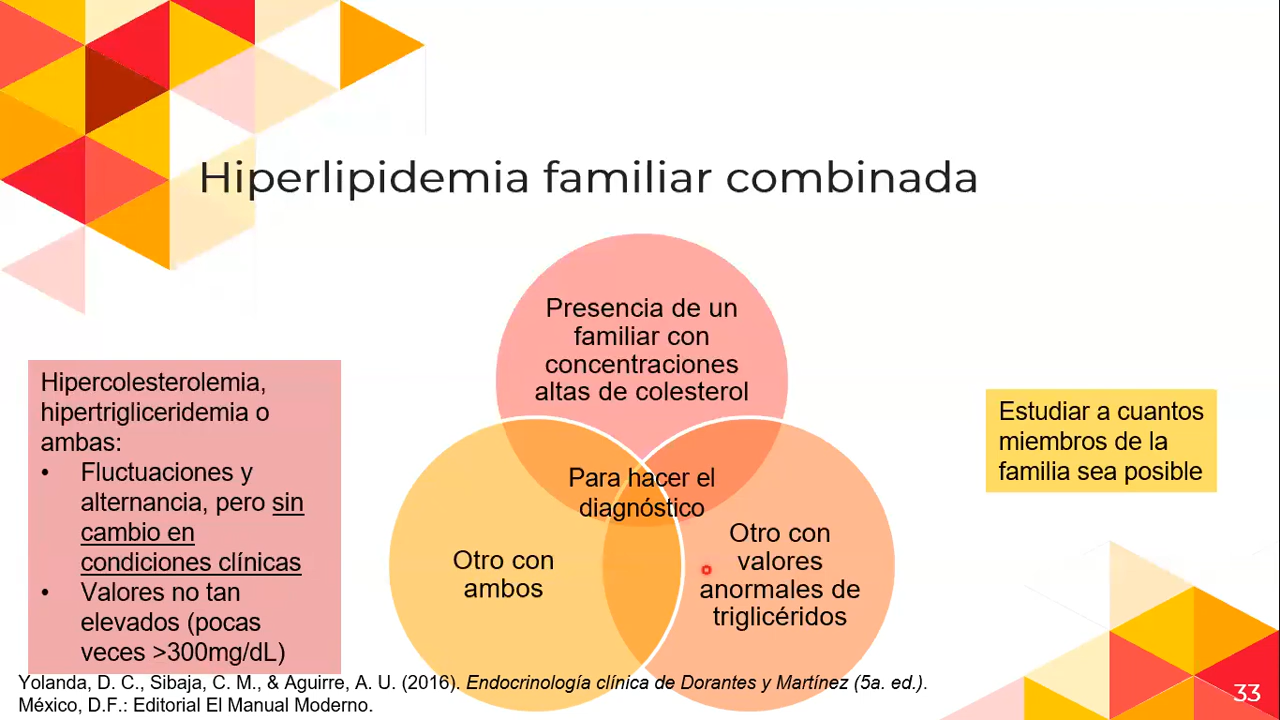 Hiperlipidemia familiar combinada
Presencia de un
familiar con
concentraciones
altas de colesterol
Hipercolesterolemia,
hipertrigliceridemia o
ambas:
• Fluctuaciones y
alternancia, pero sin
cambio en
condiciones clínicas
• Valores no tan
elevados (pocas
veces >300mg/dL)
Para hacer el
diagnóstico
Otro con
ambos
Otro con
valores
anormales de
triglicéridos
Estudiar a cuantos
miembros de la
familia sea posible
Yolanda, D. C., Sibaja, C. M., & Aguirre, A. U. (2016). Endocrinología clínica de Dorantes y Martínez (5a. ed.).
México, D.F.: Editorial El Manual Moderno.
33